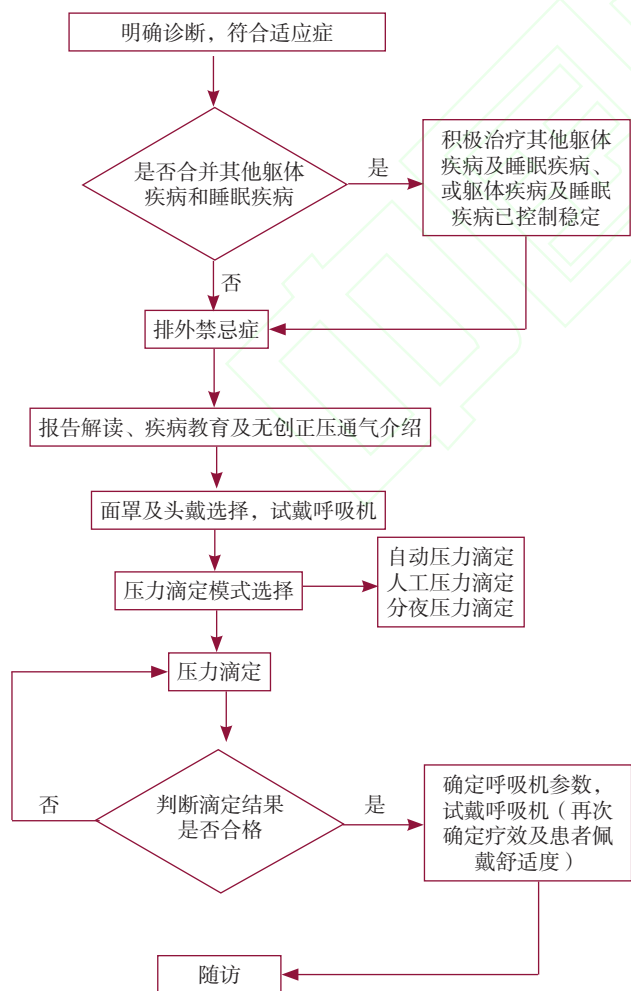 明确诊断，符合适应症
是否合并其他躯体
疾病和睡眠疾病
是
积极治疗其他躯体
疾病及睡眠疾病、
或躯体疾病及睡眠
疾病已控制稳定
否
排外禁忌症
报告解读、疾病教育及无创正压通气介绍
面罩及头戴选择，试戴呼吸机
压力滴定模式选择
自动压力滴定
人工压力滴定
分夜压力滴定
压力滴定
否
判断滴定结果
是否合格
是
确定呼吸机参数，
试戴呼吸机（再次
确定疗效及患者佩
戴舒适度）
随访